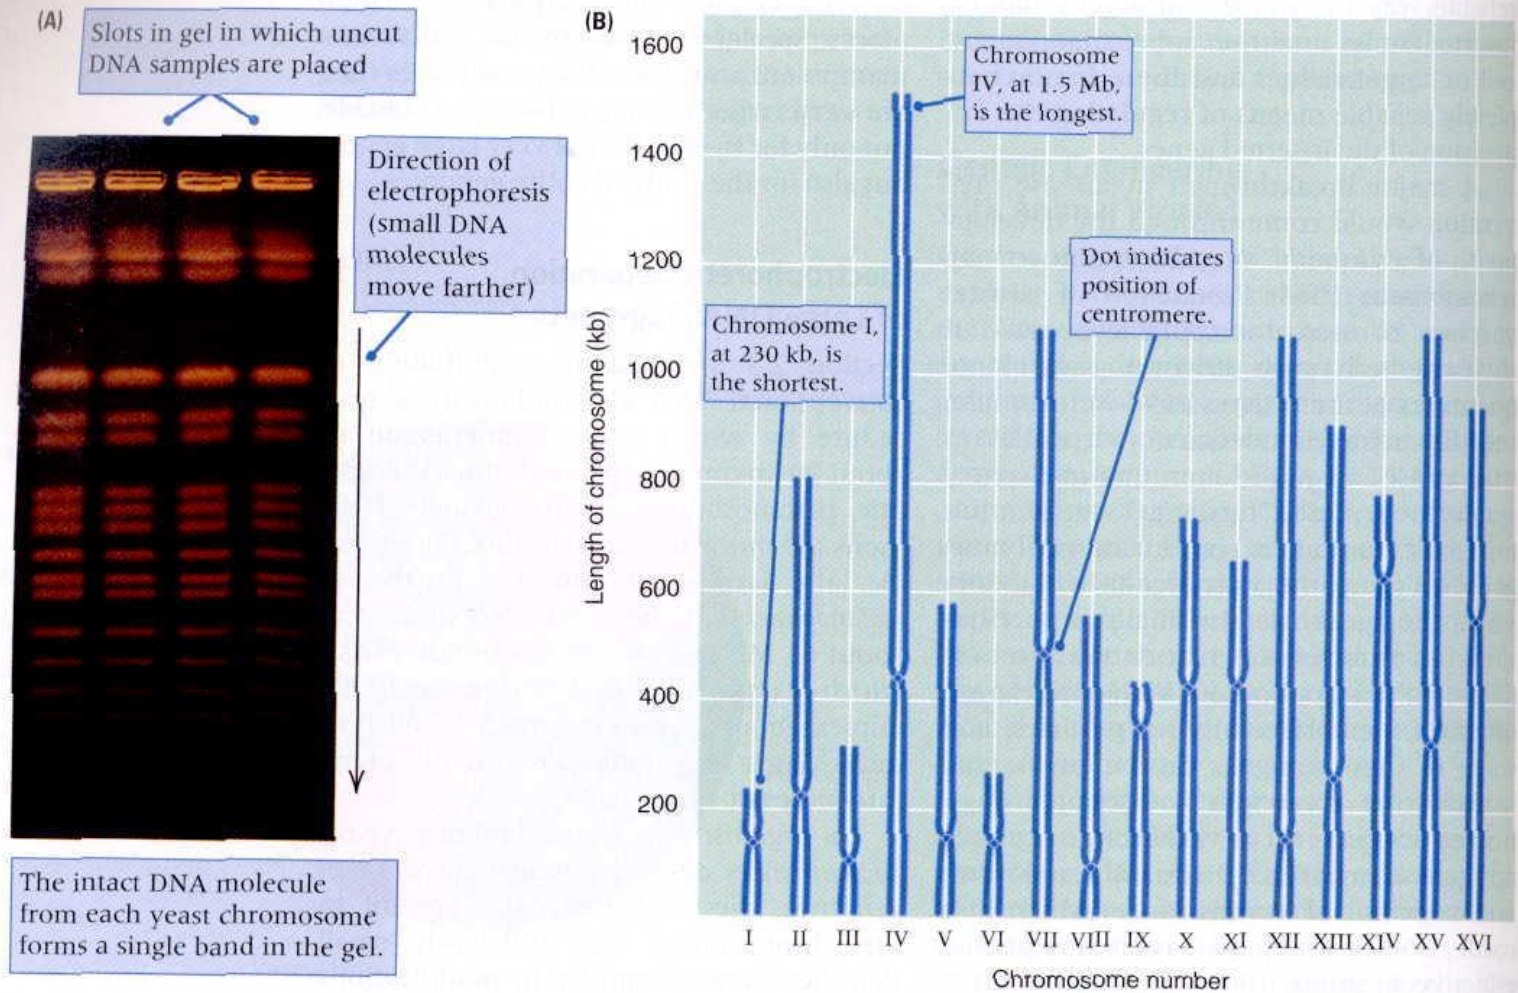 (A)
Slots in gel in which uncut
DNA samples are placed
Direction of
electrophoresis
(small DNA
molecules
move farther)
The intact DNA molecule
from each yeast chromosome
forms a single band in the gel.
(B)
Length of chromosome (kb)
1600
1400
1200
1000
800
600
400
200
Chromosome
IV, at 1.5 Mb,
is the longest.
Dot indicates
position of
centromere.
Chromosome I,
at 230 kb, is
the shortest.
I II III IV V VI VII VIII IX X XI XII XIII XIV XV XVI
Chromosome number